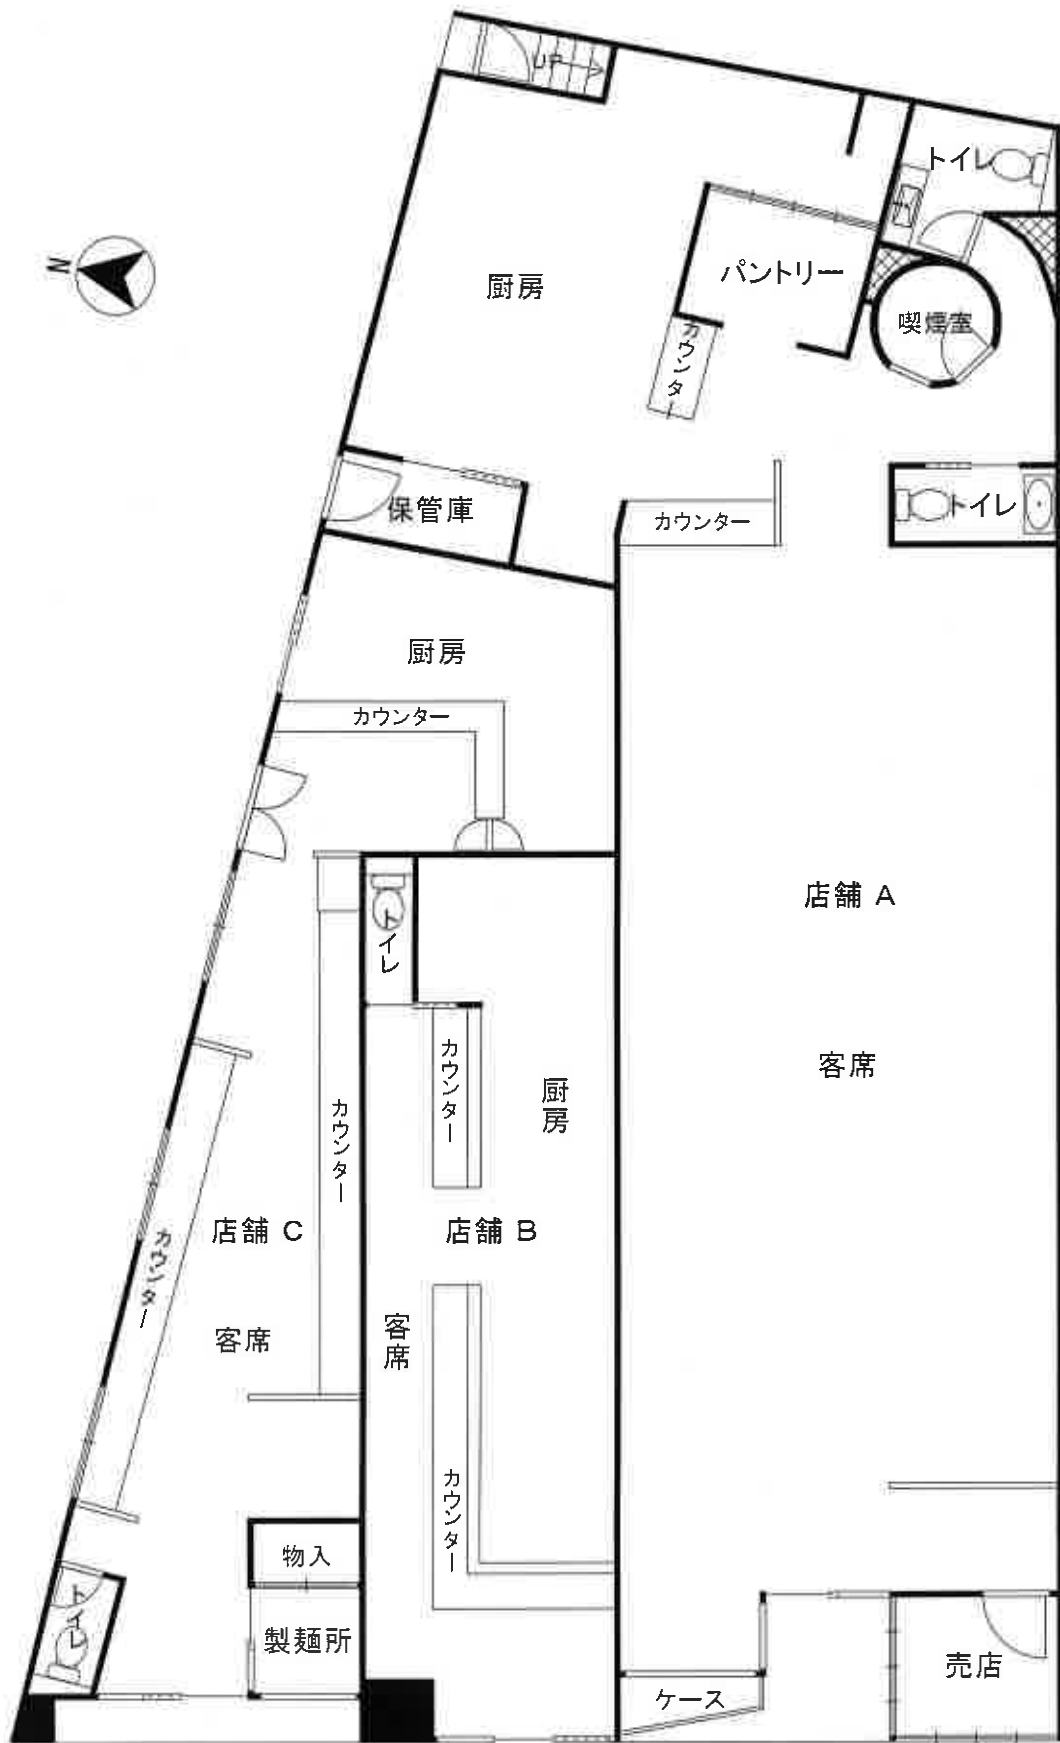 UP
トイレ
N
厨房
パントリー
喫煙室
カウンター
保管庫
トイレ
カウンター
厨房
カウンター
店舗 A
トイレ
客席
カウンター
厨房
カウンター
店舗 C
店舗 B
カウンター
客席
客席
カウンター
物入
トイレ
製麺所
売店
ケース